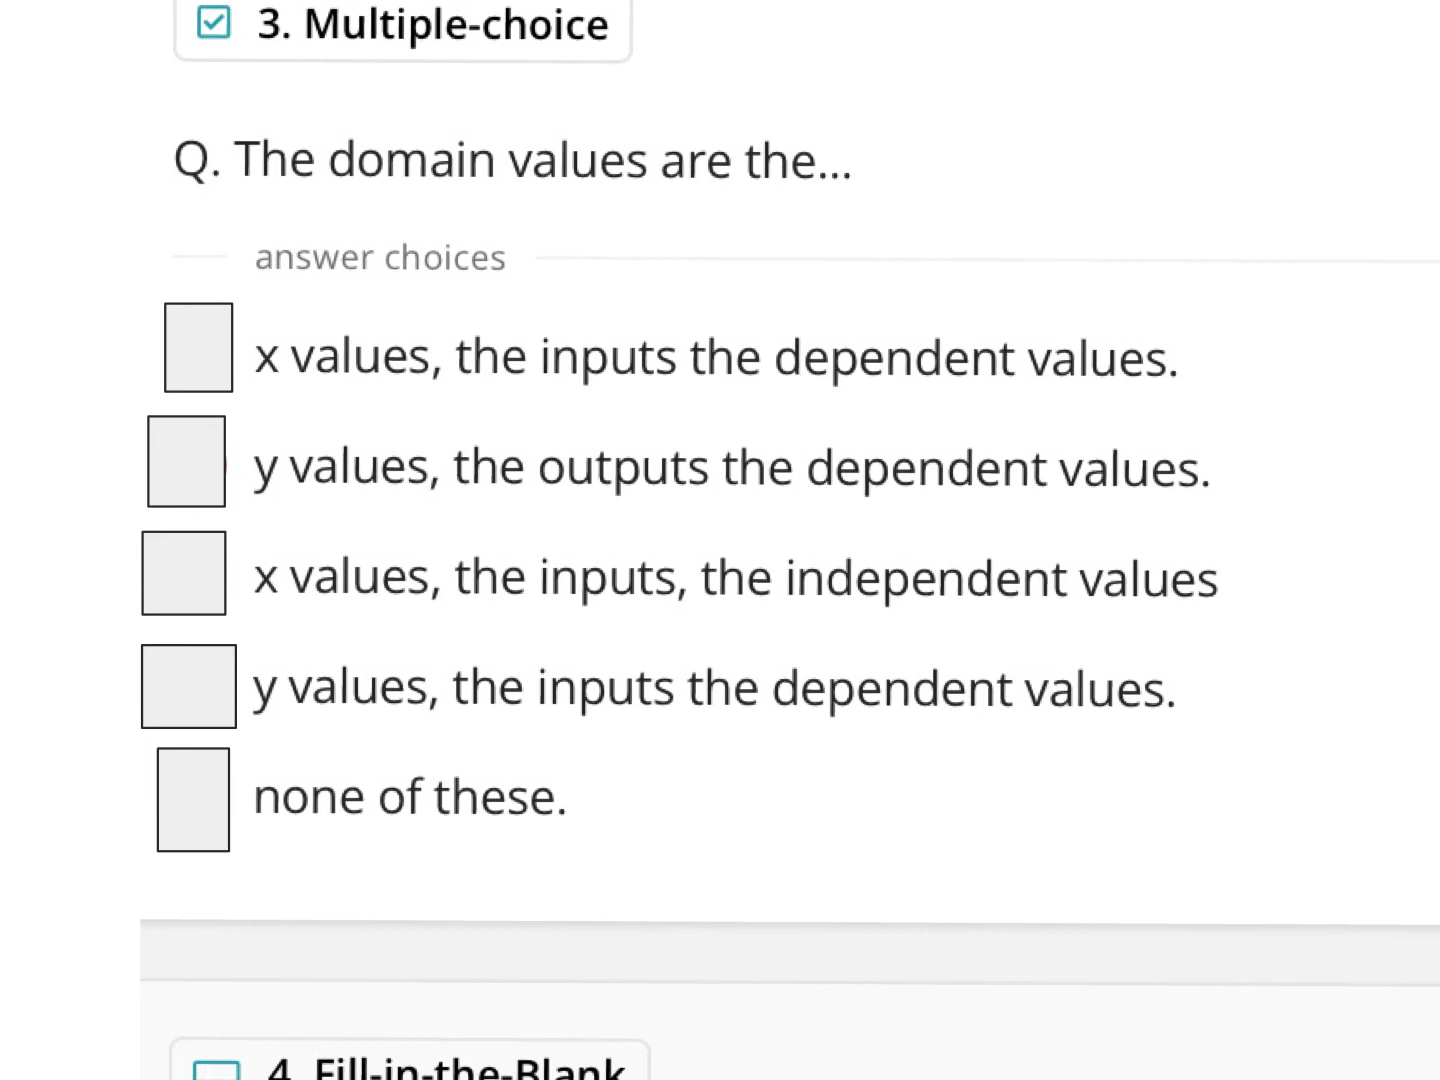 3. Multiple-choice
Q. The domain values are the...
answer choices
x values, the inputs the dependent values.
y values, the outputs the dependent values.
x values, the inputs, the independent values
y values, the inputs the dependent values.
none of these.
4. Fill-in-the-Blank